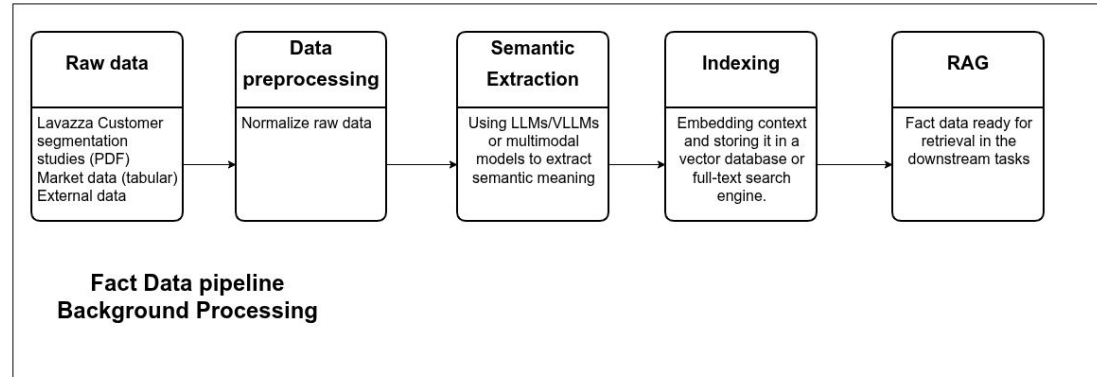 Raw data
Lavazza Customer
segmentation
studies (PDF)
Market data (tabular)
External data
Data
preprocessing
Normalize raw data
Semantic
Extraction
Using LLMs/VLLMs
or multimodal
models to extract
semantic meaning
Indexing
Embedding context
and storing it in a
vector database or
full-text search
engine.
RAG
Fact data ready for
retrieval in the
downstream tasks
Fact Data pipeline
Background Processing